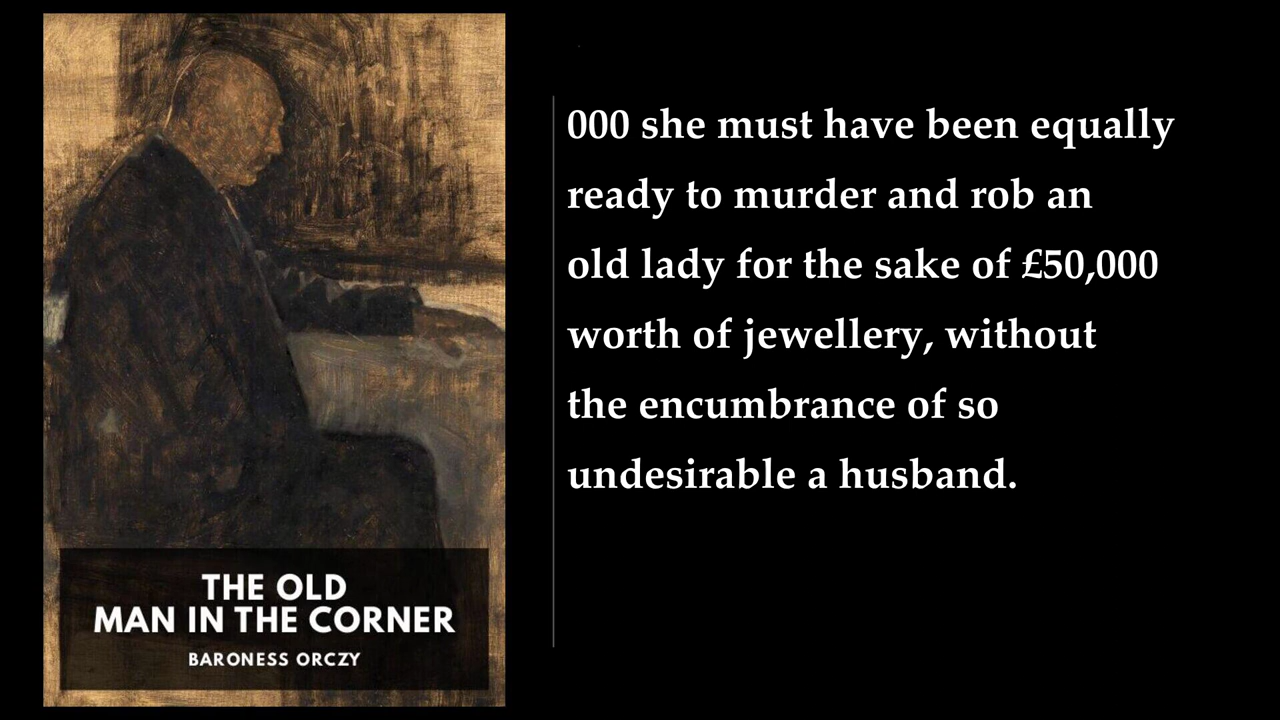 000 she must have been equally
ready to murder and rob an
old lady for the sake of £50,000
worth of jewellery, without
the encumbrance of so
undesirable a husband.
THE OLD
MAN IN THE CORNER
BARONESS ORCZY